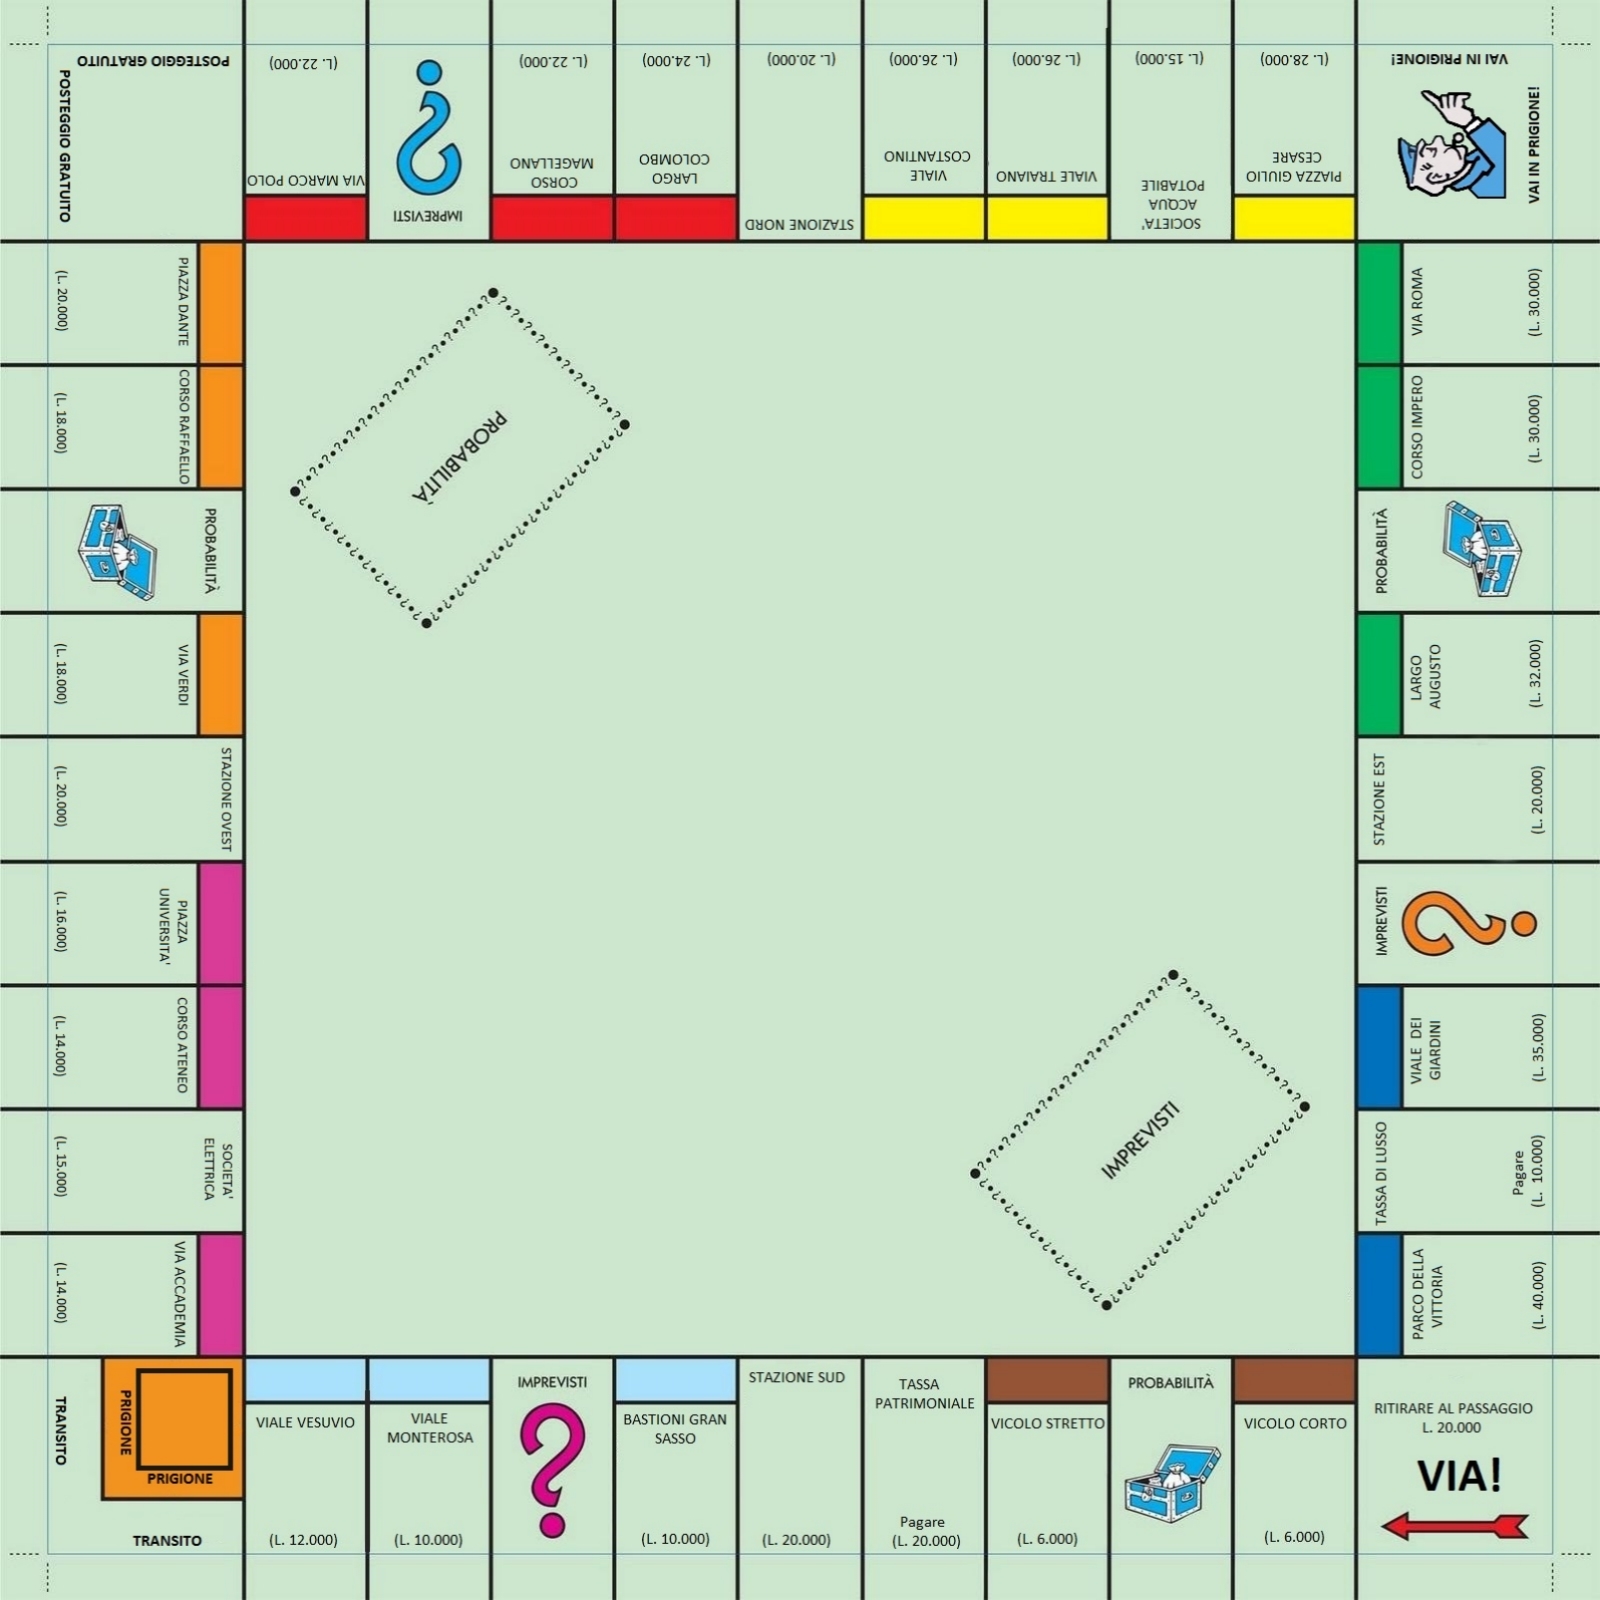 RITIRARE AL PASSAGGIO
L. 20.000
VIA!
VICOLO CORTO
(L. 6.000)
PROBABILITÀ
VICOLO STRETTO
(L. 6.000)
TASSA
PATRIMONIALE
Pagare
(L. 20.000)
STAZIONE SUD
(L. 20.000)
BASTIONI GRAN
SASSO
(L. 10.000)
IMPREVISTI
VIALE
MONTEROSA
(L. 10.000)
VIALE VESUVIO
(L. 12.000)
PRIGIONE
PRIGIONE
TRANSITO
TRANSITO
VIA ACCADEMIA
(L. 14.000)
SOCIETA'
ELETTRICA
(L. 15.000)
CORSO ATENEO
(L. 14.000)
PIAZZA
UNIVERSITA'
(L. 16.000)
STAZIONE OVEST
(L. 20.000)
VIA VERDI
(L. 18.000)
PROBABILITÀ
CORSO RAFFAELLO
(L. 18.000)
PIAZZA DANTE
(L. 20.000)
POSTEGGIO GRATUITO
POSTEGGIO GRATUITO
VIA MARCO POLO
(L. 22.000)
IMPREVISTI
CORSO
MAGELLANO
(L. 22.000)
LARGO
COLOMBO
(L. 24.000)
STAZIONE NORD
(L. 20.000)
VIALE
COSTANTINO
(L. 26.000)
VIALE TRAIANO
(L. 26.000)
SOCIETA'
ACQUA
POTABILE
(L. 15.000)
PIAZZA GIULIO
CESARE
(L. 28.000)
VAI IN PRIGIONE!
VAI IN PRIGIONE!
VIA ROMA
(L. 30.000)
CORSO IMPERO
(L. 30.000)
PROBABILITÀ
LARGO
AUGUSTO
(L. 32.000)
STAZIONE EST
(L. 20.000)
IMPREVISTI
VIALE DEI
GIARDINI
(L. 35.000)
TASSA DI LUSSO
Pagare
(L. 10.000)
PARCO DELLA
VITTORIA
(L. 40.000)
PROBABILITÀ
IMPREVISTI